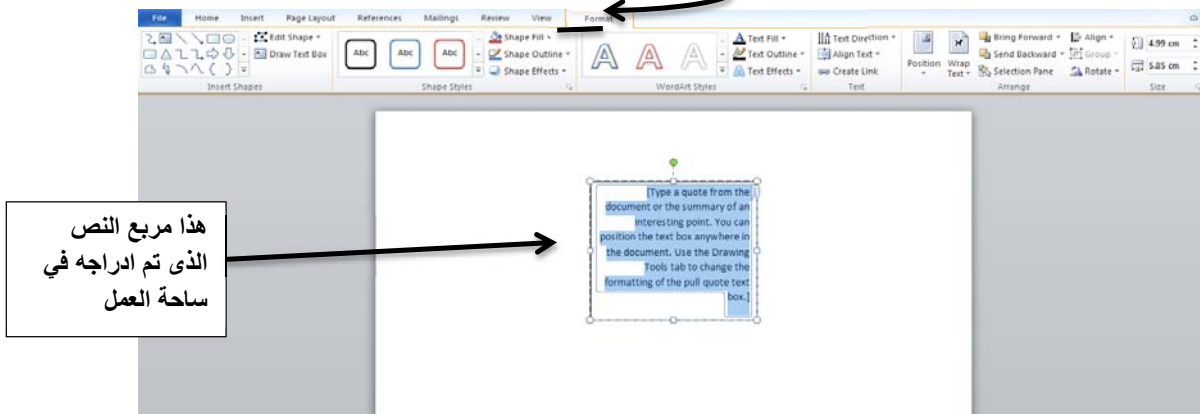 File Home Insert Page Layout References Mailings Review View Format
Edit Shape
Draw Text Box
Insert Shapes
Abc Abc Abc
Shape Fill
Shape Outline
Shape Effects
Shape Styles
A A A
Text Fill
Text Outline
Text Effects
WordArt Styles
Text Direction
Align Text
Create Link
Text
Position
Wrap
Text
Bring Forward
Send Backward
Selection Pane
Align
Group
Rotate
Arrange
4.99 cm
5.85 cm
Size
[Type a quote from the
document or the summary of an
interesting point. You can
position the text box anywhere in
the document. Use the Drawing
Tools tab to change the
formatting of the pull quote text
box.]
هذا مربع النص
الذى تم ادراجه في
ساحة العمل